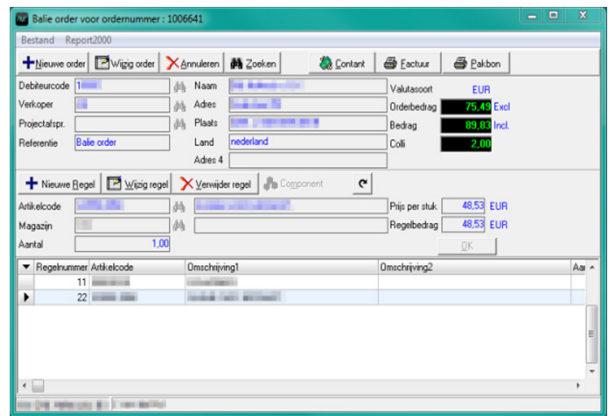 Balie order voor ordernummer : 1006641
Bestand Report2000
Nieuwe order Wijzig order Annuleren Zoeken Contant Factuur Pakbon
Debiteurcode 1 Naam Valutasoort EUR
Verkoper Adres Orderbedrag 75,49 Excl
Projectafspr. Plaats Bedrag 89,83 Incl.
Referentie Balie order Land nederland Colli 2,00
Adres 4
Nieuwe Regel Wijzig regel Verwijder regel Component
Artikelcode Prijs per stuk 48,53 EUR
Magazijn Regelbedrag 48,53 EUR
Aantal 1,00 OK
Regelnummer Artikelcode Omschrijving1 Omschrijving2 Aa
11
22